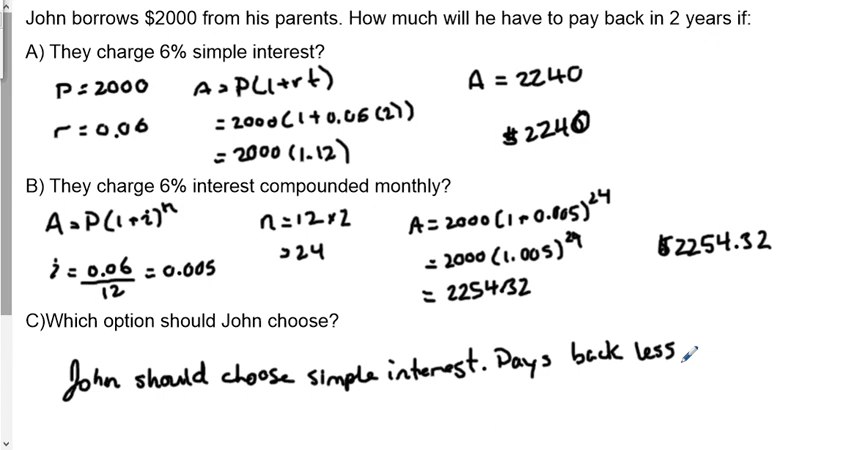 John borrows $2000 from his parents. How much will he have to pay back in 2 years if:
A) They charge 6% simple interest?
P = 2000 A = P(1+rt) A = 2240
r = 0.06 = 2000(1+0.06(2)) $2240
= 2000(1.12)
B) They charge 6% interest compounded monthly?
A = P(1+i)^n n = 12×2 A = 2000(1+0.005)^24
= 24 = 2000(1.005)^24 $2254.32
i = 0.06/12 = 0.005 = 2254.32
C)Which option should John choose?
John should choose simple interest. Pays back less